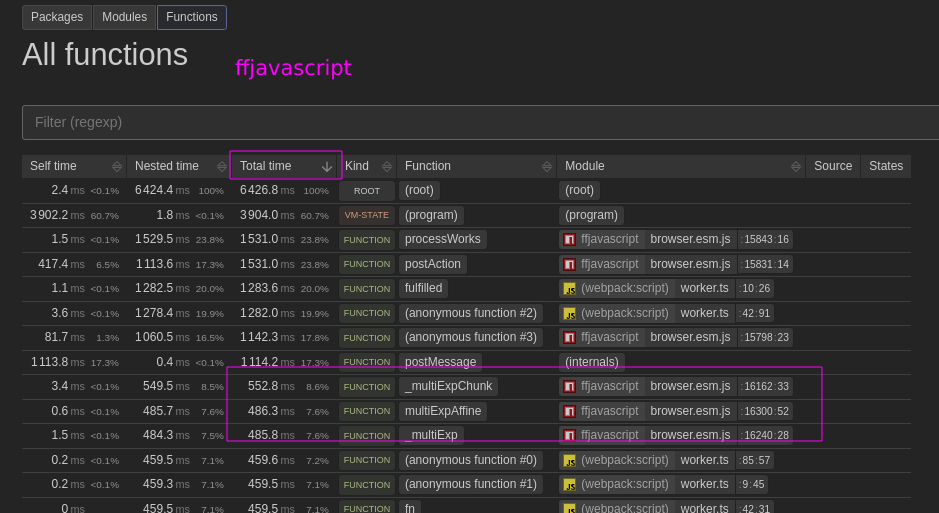 Packages Modules Functions
All functions
ffjavascript
Filter (regexp)
Self time Nested time Total time Kind Function Module Source States
2.4 ms <0.1% 6 424.4 ms 100% 6 426.8 ms 100% ROOT (root) (root)
3 902.2 ms 60.7% 1.8 ms <0.1% 3 904.0 ms 60.7% VM-STATE (program) (program)
1.5 ms <0.1% 1 529.5 ms 23.8% 1 531.0 ms 23.8% FUNCTION processWorks ffjavascript browser.esm.js :15843:16
417.4 ms 6.5% 1 113.6 ms 17.3% 1 531.0 ms 23.8% FUNCTION postAction ffjavascript browser.esm.js :15831:14
1.1 ms <0.1% 1 282.5 ms 20.0% 1 283.6 ms 20.0% FUNCTION fulfilled JS (webpack:script) worker.ts :10:26
3.6 ms <0.1% 1 278.4 ms 19.9% 1 282.0 ms 19.9% FUNCTION (anonymous function #2) JS (webpack:script) worker.ts :42:91
81.7 ms 1.3% 1 060.5 ms 16.5% 1 142.3 ms 17.8% FUNCTION (anonymous function #3) ffjavascript browser.esm.js :15798:23
1 113.8 ms 17.3% 0.4 ms <0.1% 1 114.2 ms 17.3% FUNCTION postMessage (internals)
3.4 ms <0.1% 549.5 ms 8.5% 552.8 ms 8.6% FUNCTION _multiExpChunk ffjavascript browser.esm.js :16162:33
0.6 ms <0.1% 485.7 ms 7.6% 486.3 ms 7.6% FUNCTION multiExpAffine ffjavascript browser.esm.js :16300:52
1.5 ms <0.1% 484.3 ms 7.5% 485.8 ms 7.6% FUNCTION _multiExp ffjavascript browser.esm.js :16240:28
0.2 ms <0.1% 459.5 ms 7.1% 459.6 ms 7.2% FUNCTION (anonymous function #0) JS (webpack:script) worker.ts :85:57
0.2 ms <0.1% 459.3 ms 7.1% 459.5 ms 7.1% FUNCTION (anonymous function #1) JS (webpack:script) worker.ts :9:45
0 ms 459.5 ms 7.1% 459.5 ms 7.1% FUNCTION fn JS (webpack:script) worker.ts :42:31